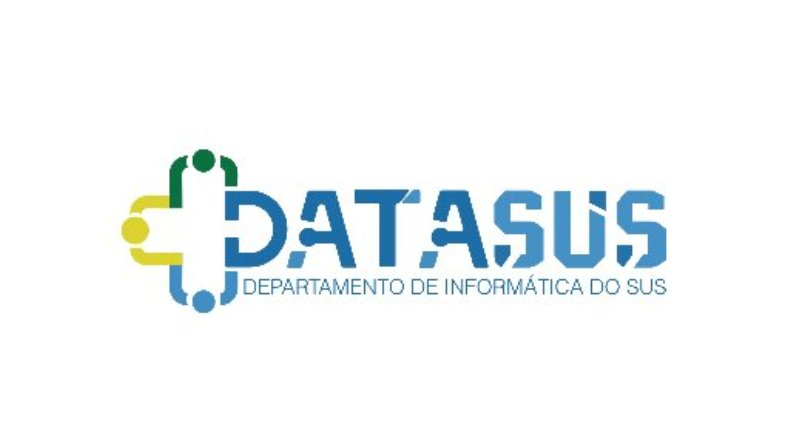 DATASUS
DEPARTAMENTO DE INFORMÁTICA DO SUS